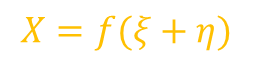 X = f(ξ + η)